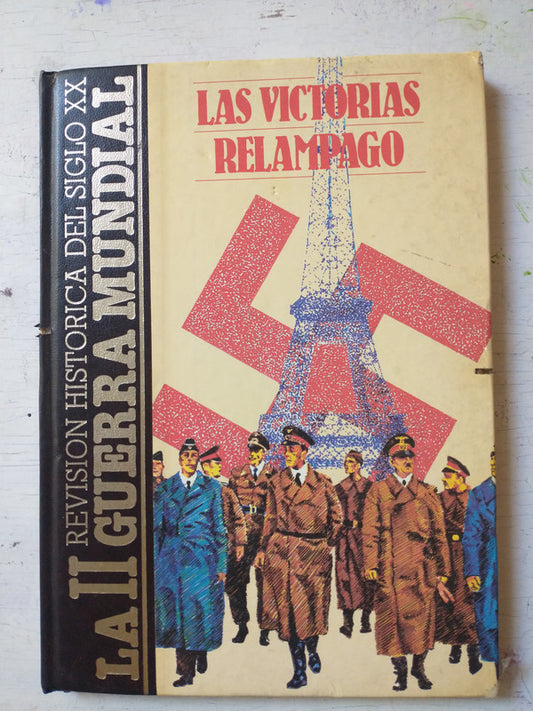 LAS VICTORIAS
RELAMPAGO
REVISION HISTORICA DEL SIGLO XX
LA II GUERRA MUNDIAL